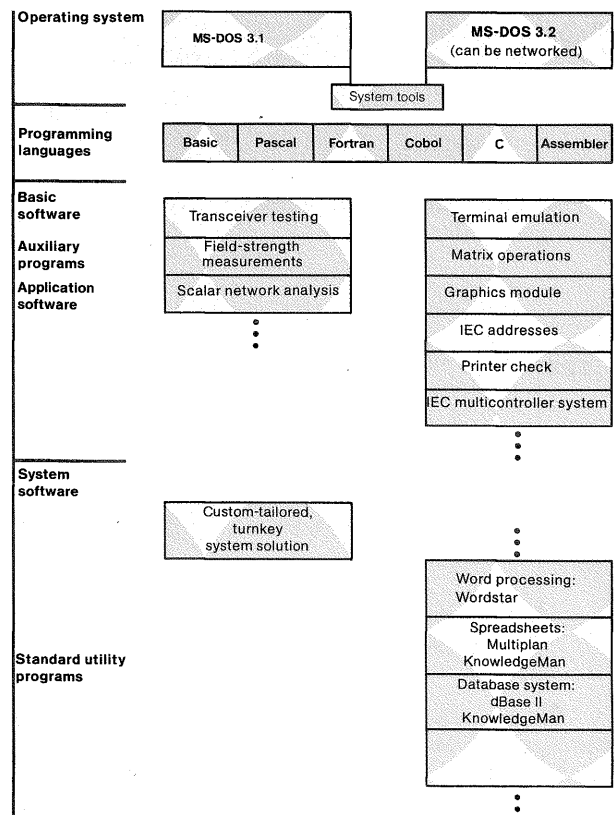 Operating system
MS-DOS 3.1
MS-DOS 3.2
(can be networked)
System tools
Programming
languages
Basic
Pascal
Fortran
Cobol
C
Assembler
Basic
software
Auxiliary
programs
Application
software
Transceiver testing
Field-strength
measurements
Scalar network analysis
Terminal emulation
Matrix operations
Graphics module
IEC addresses
Printer check
IEC multicontroller system
System
software
Custom-tailored,
turnkey
system solution
Standard utility
programs
Word processing:
Wordstar
Spreadsheets:
Multiplan
KnowledgeMan
Database system:
dBase II
KnowledgeMan